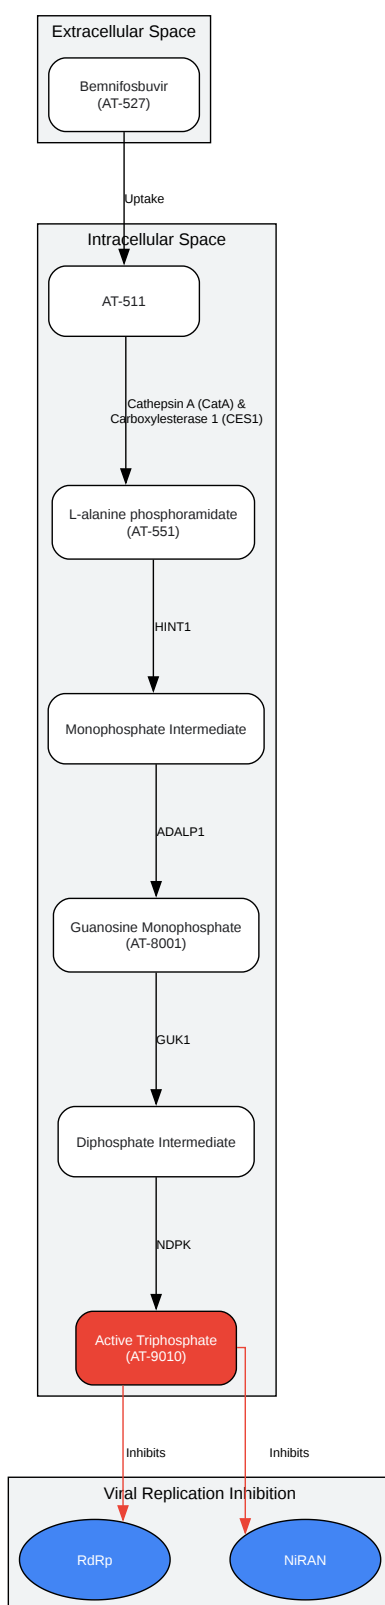 Extracellular Space
Bemnifosbuvir
(AT-527)
Uptake
Intracellular Space
AT-511
Cathepsin A (CatA) &
Carboxylesterase 1 (CES1)
L-alanine phosphoramidate
(AT-551)
HINT1
Monophosphate Intermediate
ADALP1
Guanosine Monophosphate
(AT-8001)
GUK1
Diphosphate Intermediate
NDPK
Active Triphosphate
(AT-9010)
Inhibits
Inhibits
Viral Replication Inhibition
RdRp
NiRAN